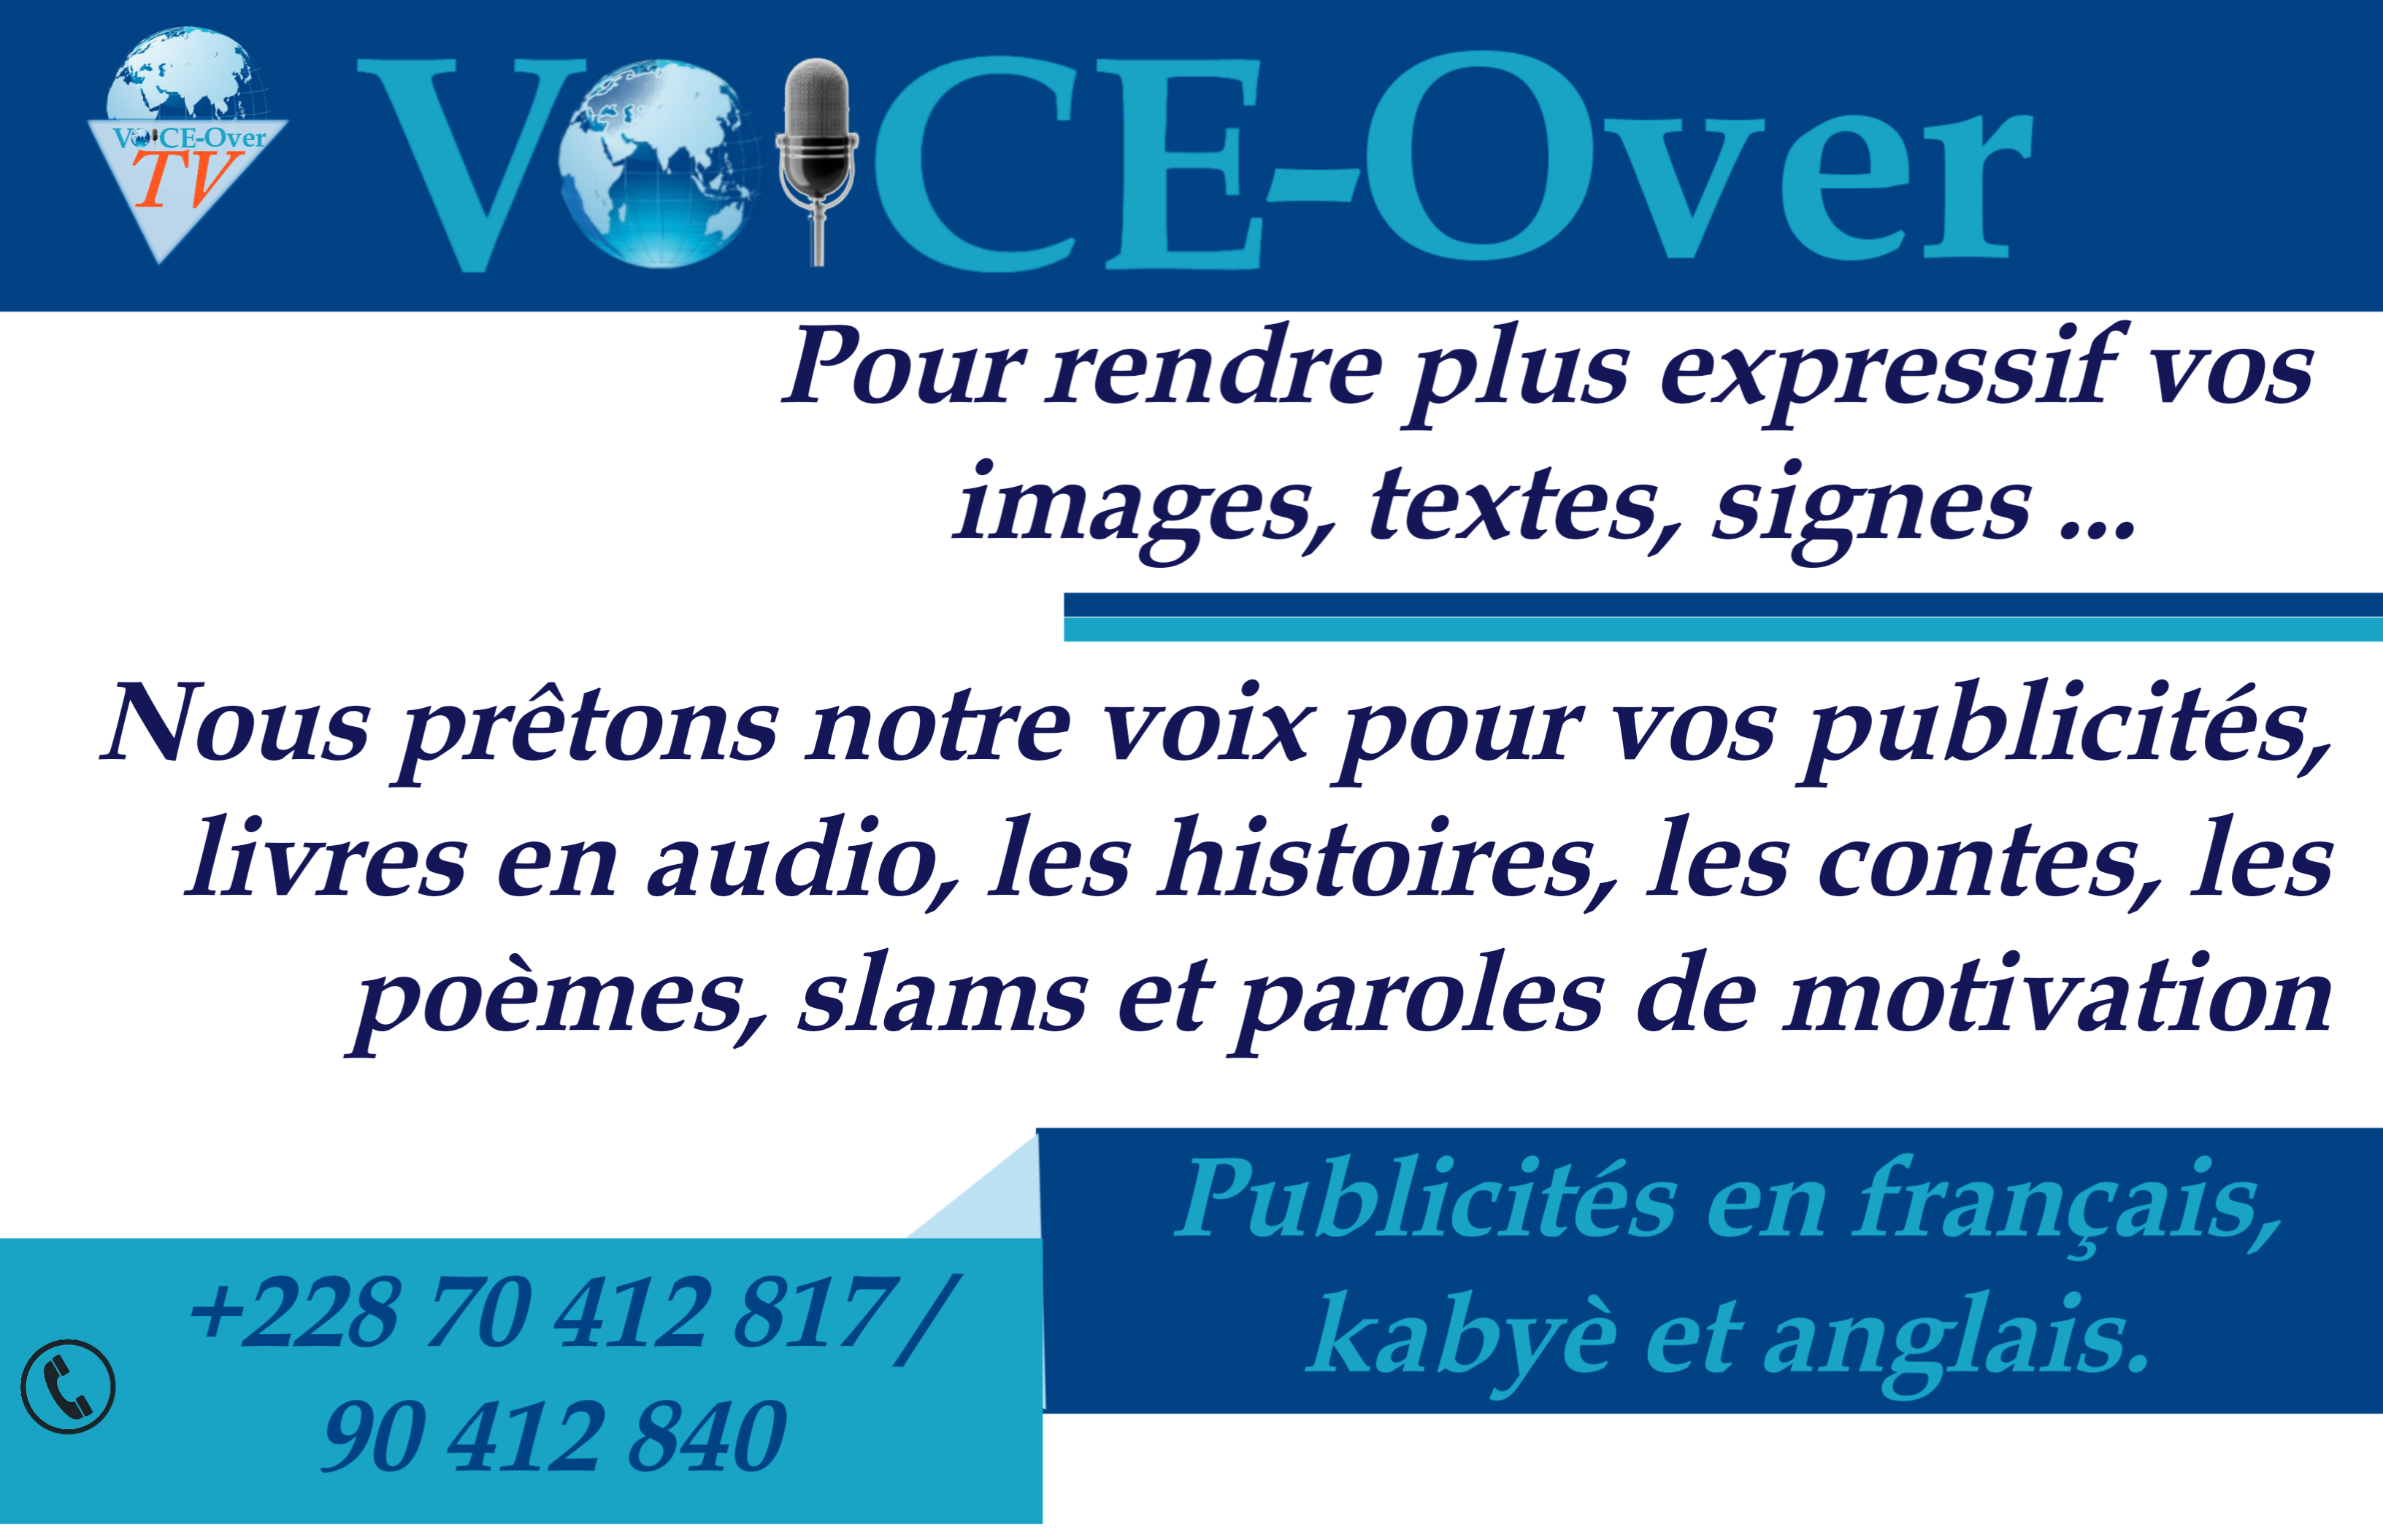 VOICE-Over
TV
VOICE-Over
Pour rendre plus expressif vos
images, textes, signes ...
Nous prêtons notre voix pour vos publicités,
livres en audio, les histoires, les contes, les
poèmes, slams et paroles de motivation
Publicités en français,
kabyè et anglais.
+228 70 412 817/
90 412 840